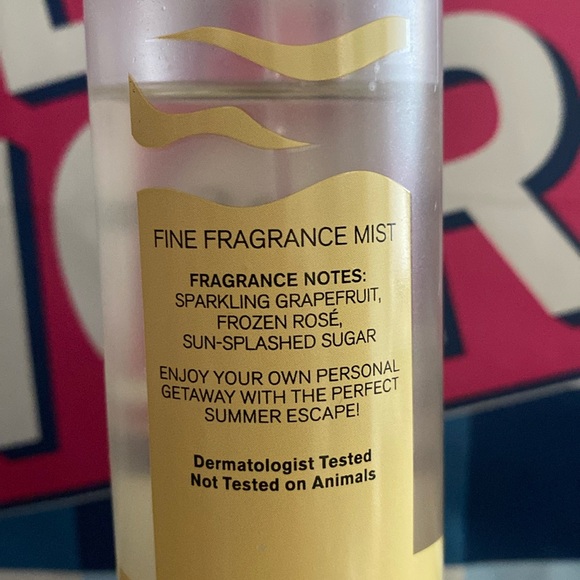 FINE FRAGRANCE MIST
FRAGRANCE NOTES:
SPARKLING GRAPEFRUIT,
FROZEN ROSÉ,
SUN-SPLASHED SUGAR
ENJOY YOUR OWN PERSONAL
GETAWAY WITH THE PERFECT
SUMMER ESCAPE!
Dermatologist Tested
Not Tested on Animals